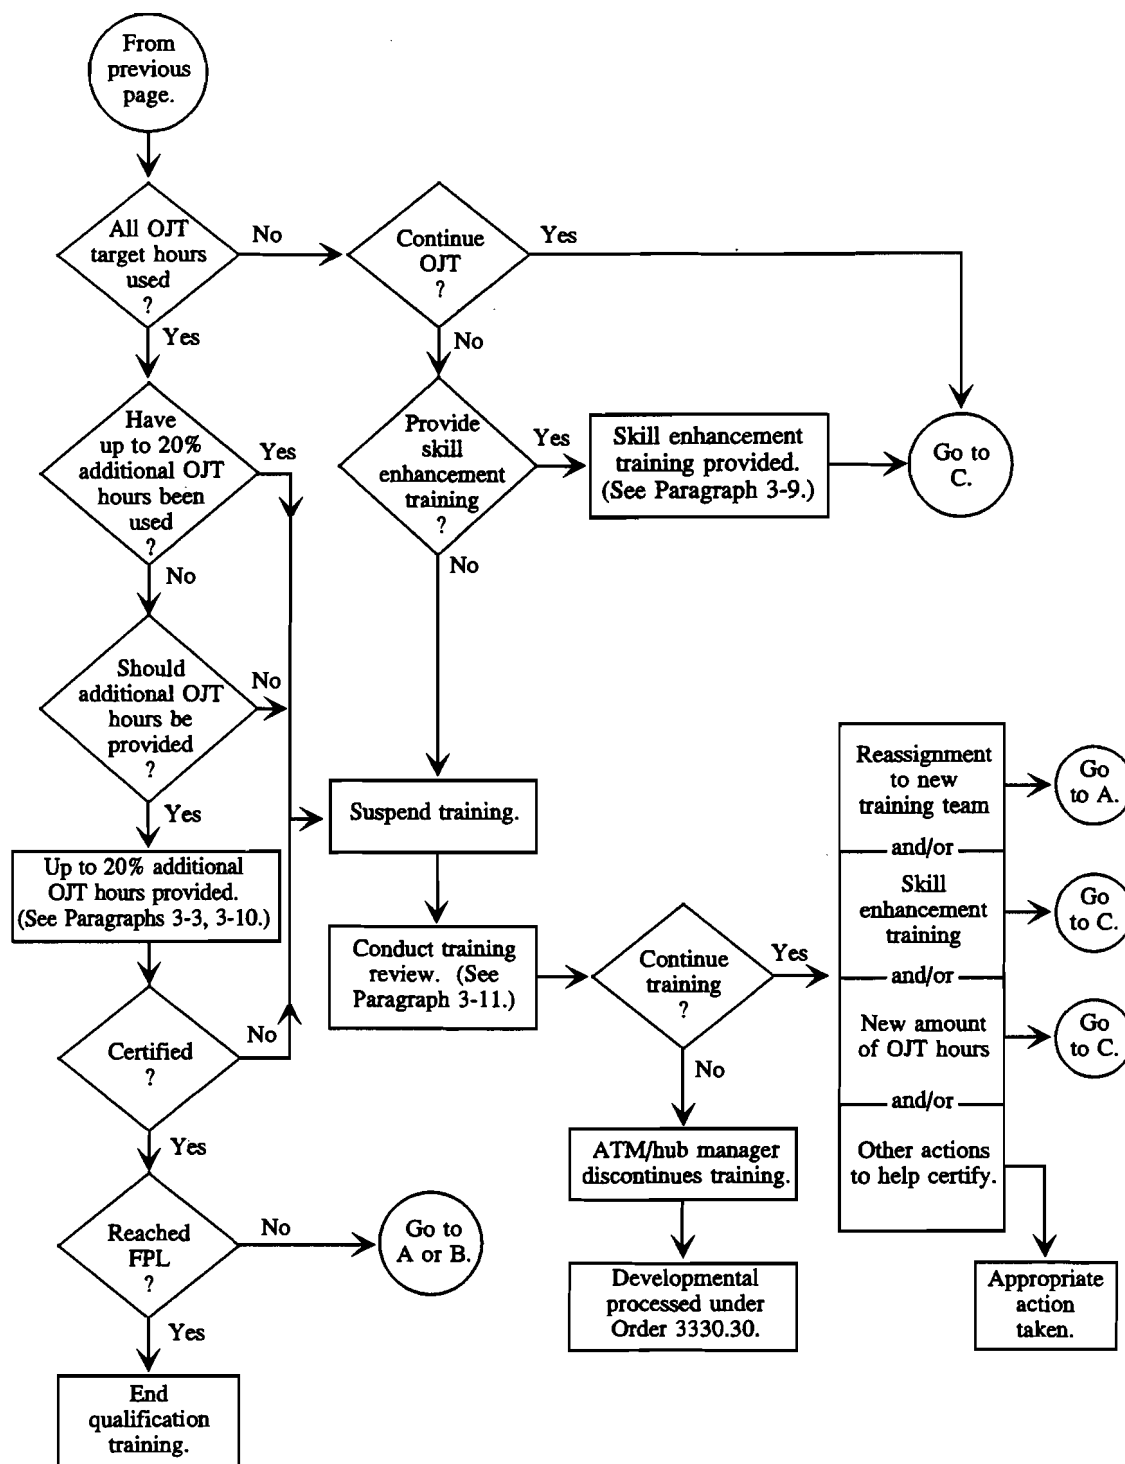 From
previous
page.
All OJT
target hours
used
?
No
Continue
OJT
?
Yes
Yes
No
Have
up to 20%
additional OJT
hours been
used
?
Yes
Provide
skill
enhancement
training
?
Yes
Skill enhancement
training provided.
(See Paragraph 3-9.)
Go to
C.
No
No
Should
additional OJT
hours be
provided
?
No
Yes
Suspend training.
Up to 20% additional
OJT hours provided.
(See Paragraphs 3-3, 3-10.)
Conduct training
review. (See
Paragraph 3-11.)
Continue
training
?
Yes
Reassignment
to new
training team
Go
to A.
and/or
Skill
enhancement
training
Go
to C.
and/or
New amount
of OJT hours
Go
to C.
and/or
Other actions
to help certify.
Appropriate
action
taken.
No
ATM/hub manager
discontinues training.
Developmental
processed under
Order 3330.30.
Certified
?
No
Yes
Reached
FPL
?
No
Go to
A or B.
Yes
End
qualification
training.